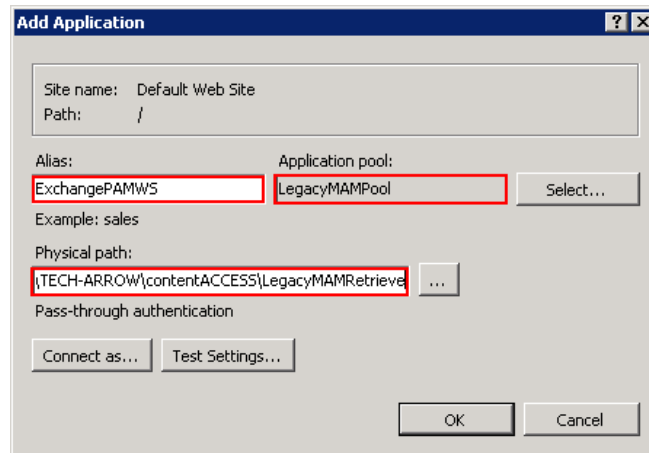 Add Application
Site name: Default Web Site
Path: /
Alias: Application pool:
ExchangePAMWS LegacyMAMPool Select...
Example: sales
Physical path:
\TECH-ARROW\contentACCESS\LegacyMAMRetrieve ...
Pass-through authentication
Connect as... Test Settings...
OK Cancel